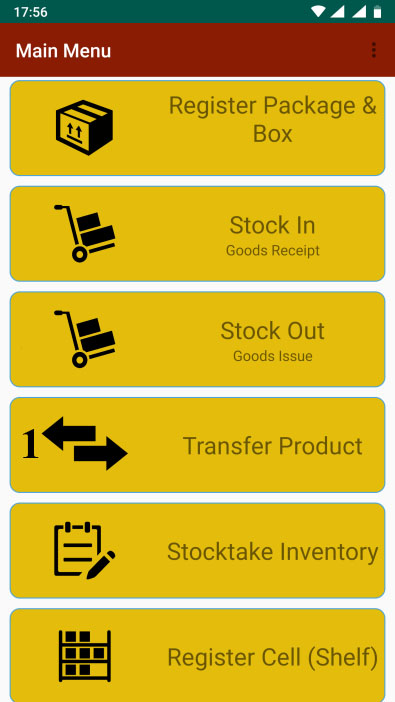 17:56
Main Menu
Register Package &
Box
Stock In
Goods Receipt
Stock Out
Goods Issue
1
Transfer Product
Stocktake Inventory
Register Cell (Shelf)